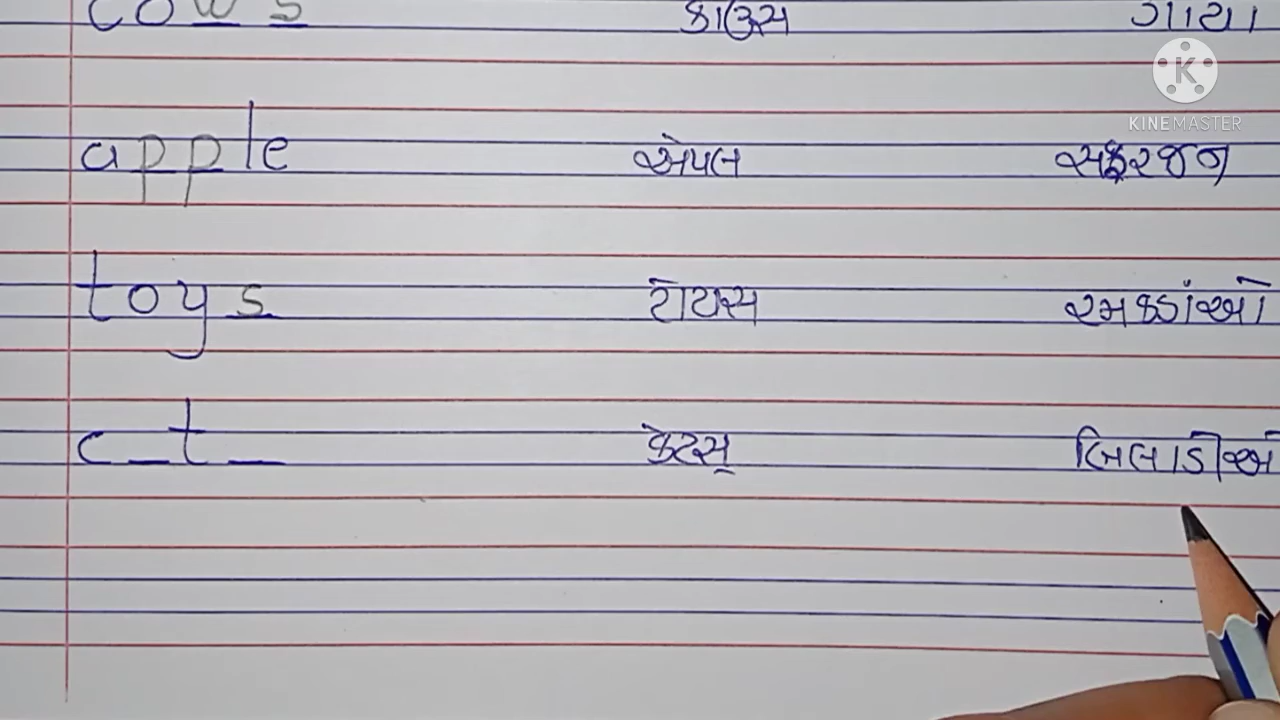 cows કાઉસ ગાયો
KINEMASTER
apple એપલ સફરજન
toys ટોયસ રમકડાંઓ
c_t_ કેટસ્ બિલાડીઓ